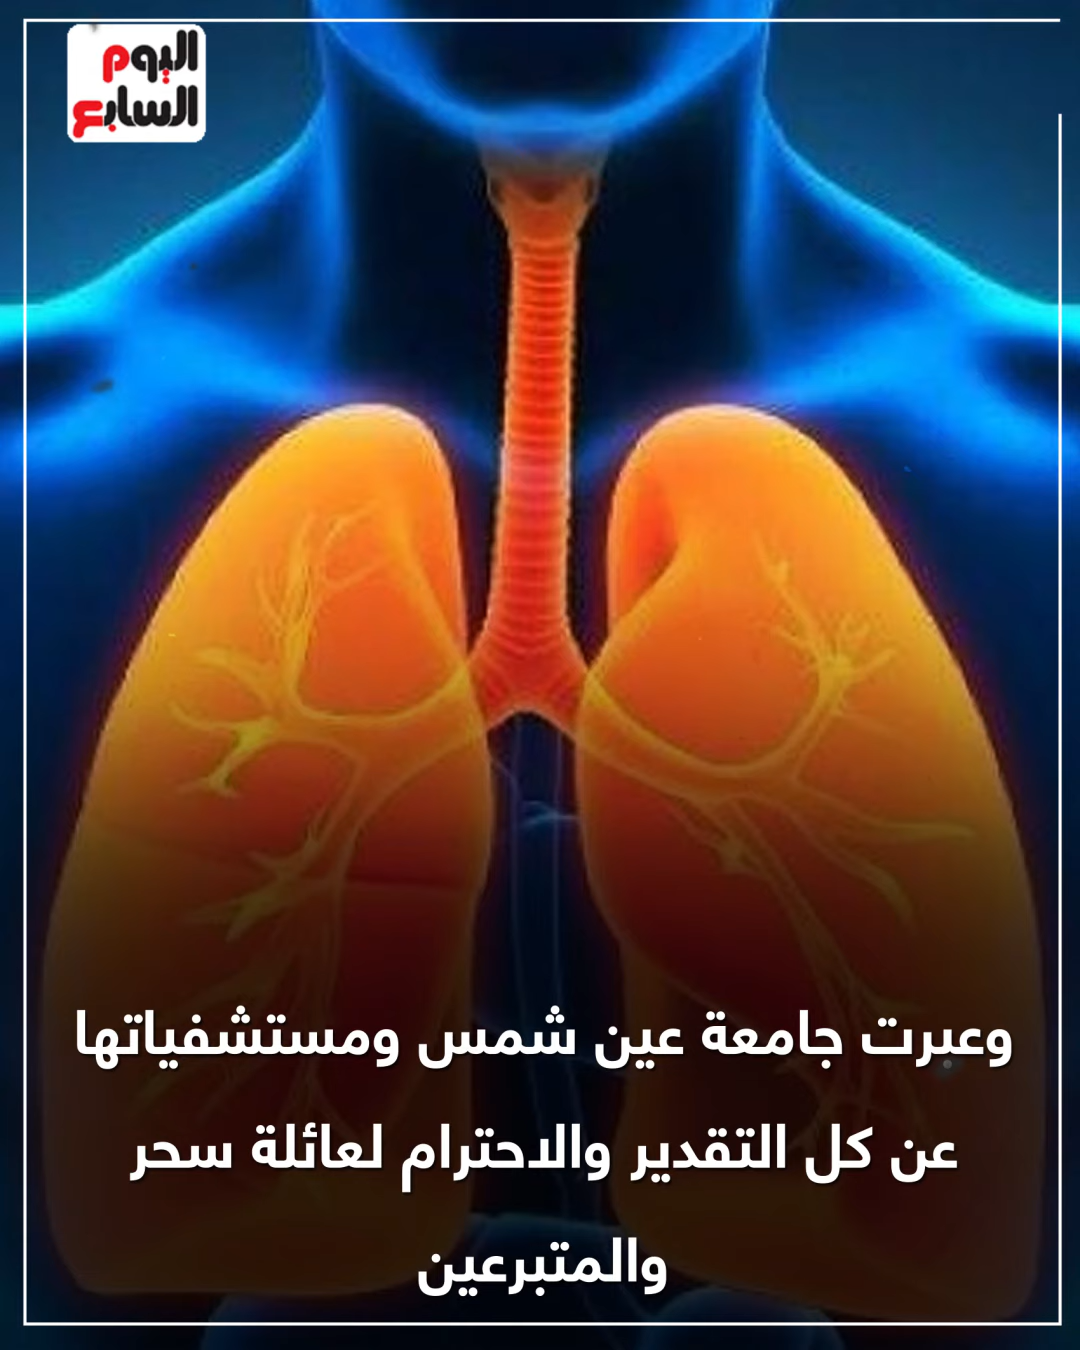 اليوم
السابع
وعبرت جامعة عين شمس ومستشفياتها
عن كل التقدير والاحترام لعائلة سحر
والمتبرعين